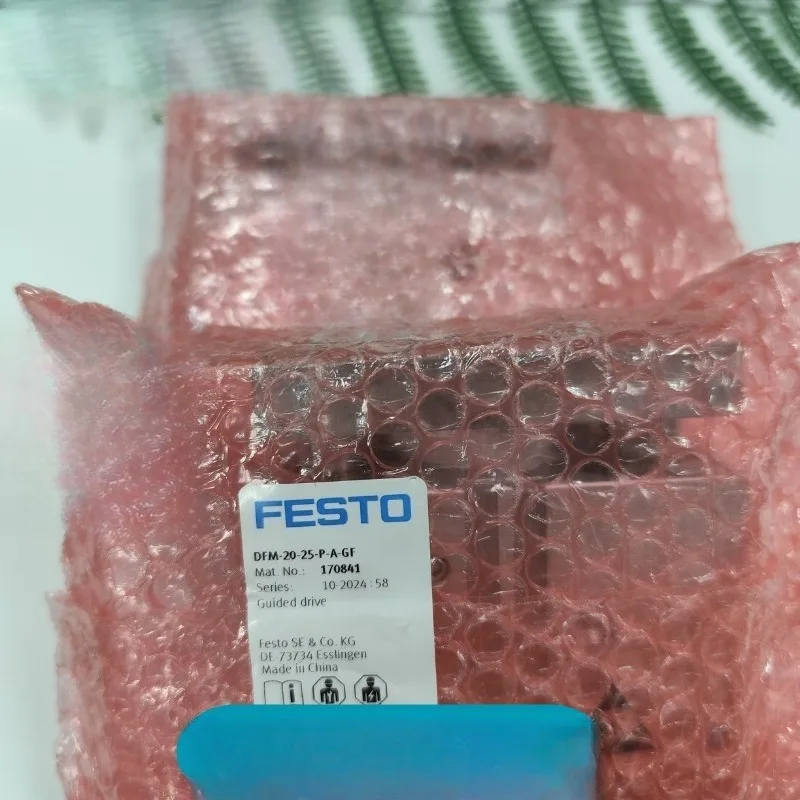 FESTO
DFM-20-25-P-A-GF
Mat. No.: 170841
Series: 10-2024:58
Guided drive
Festo SE & Co. KG
DE-73734 Esslingen
Made in China